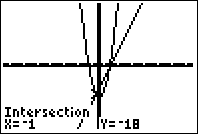 Intersection
X=-1 Y=-18